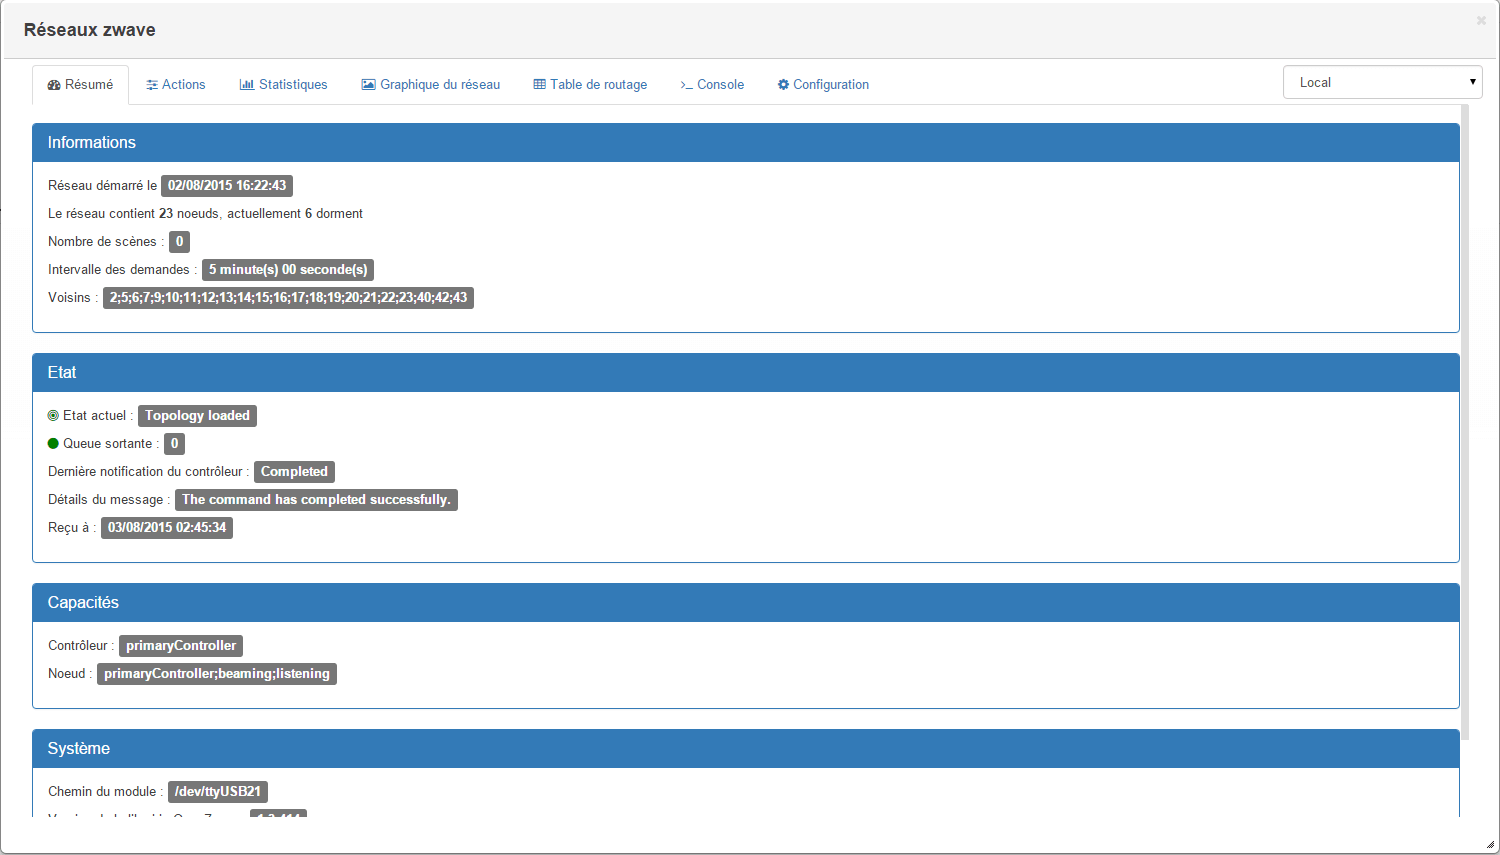 Réseaux zwave
Résumé Actions Statistiques Graphique du réseau Table de routage Console Configuration Local
Informations
Réseau démarré le 02/08/2015 16:22:43
Le réseau contient 23 noeuds, actuellement 6 dorment
Nombre de scènes : 0
Intervalle des demandes : 5 minute(s) 00 seconde(s)
Voisins : 2;5;6;7;9;10;11;12;13;14;15;16;17;18;19;20;21;22;23;40;42;43
Etat
Etat actuel : Topology loaded
Queue sortante : 0
Dernière notification du contrôleur : Completed
Détails du message : The command has completed successfully.
Reçu à : 03/08/2015 02:45:34
Capacités
Contrôleur : primaryController
Noeud : primaryController;beaming;listening
Système
Chemin du module : /dev/ttyUSB21